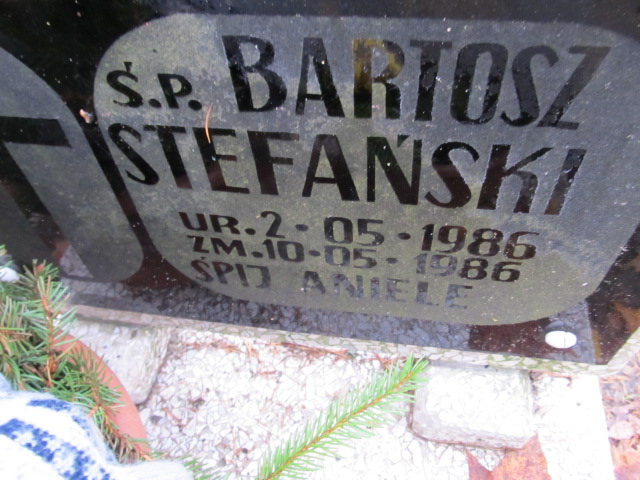 Ś.P. BARTOSZ
STEFAŃSKI
UR. 2·05·1986
ZM. 10·05·1986
ŚPIJ ANIELE